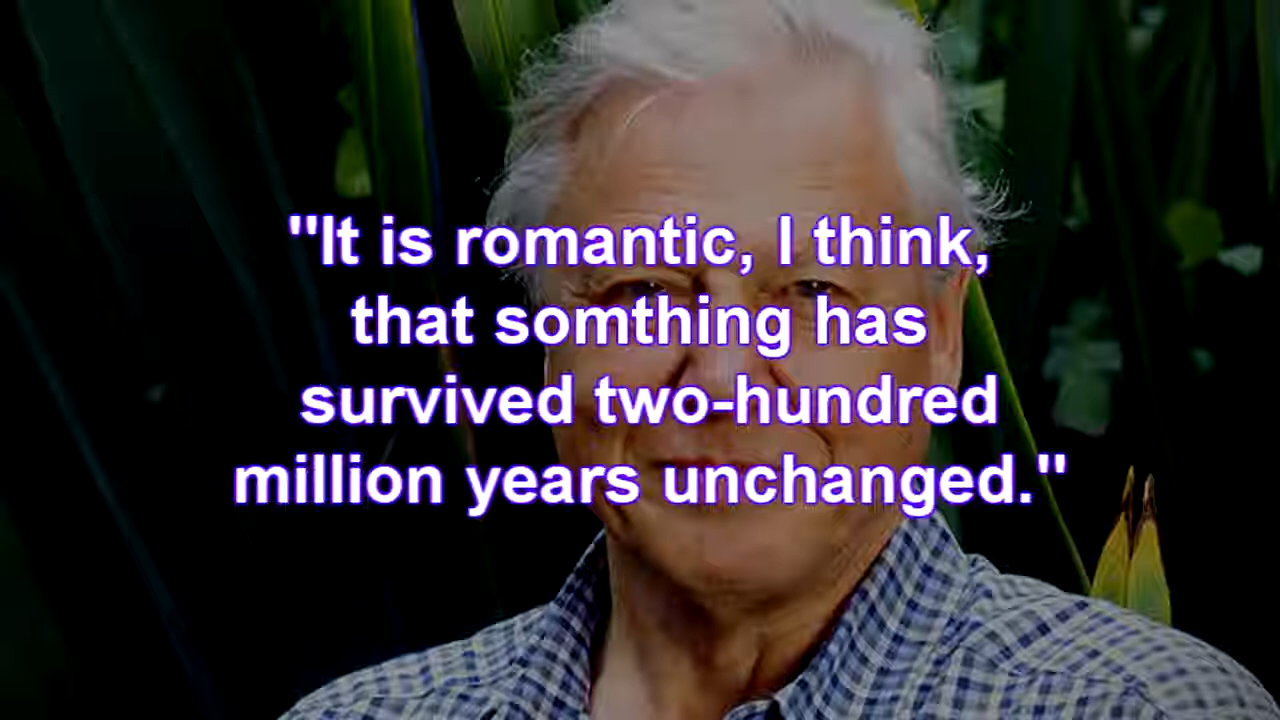 "It is romantic, I think,
that somthing has
survived two-hundred
million years unchanged."